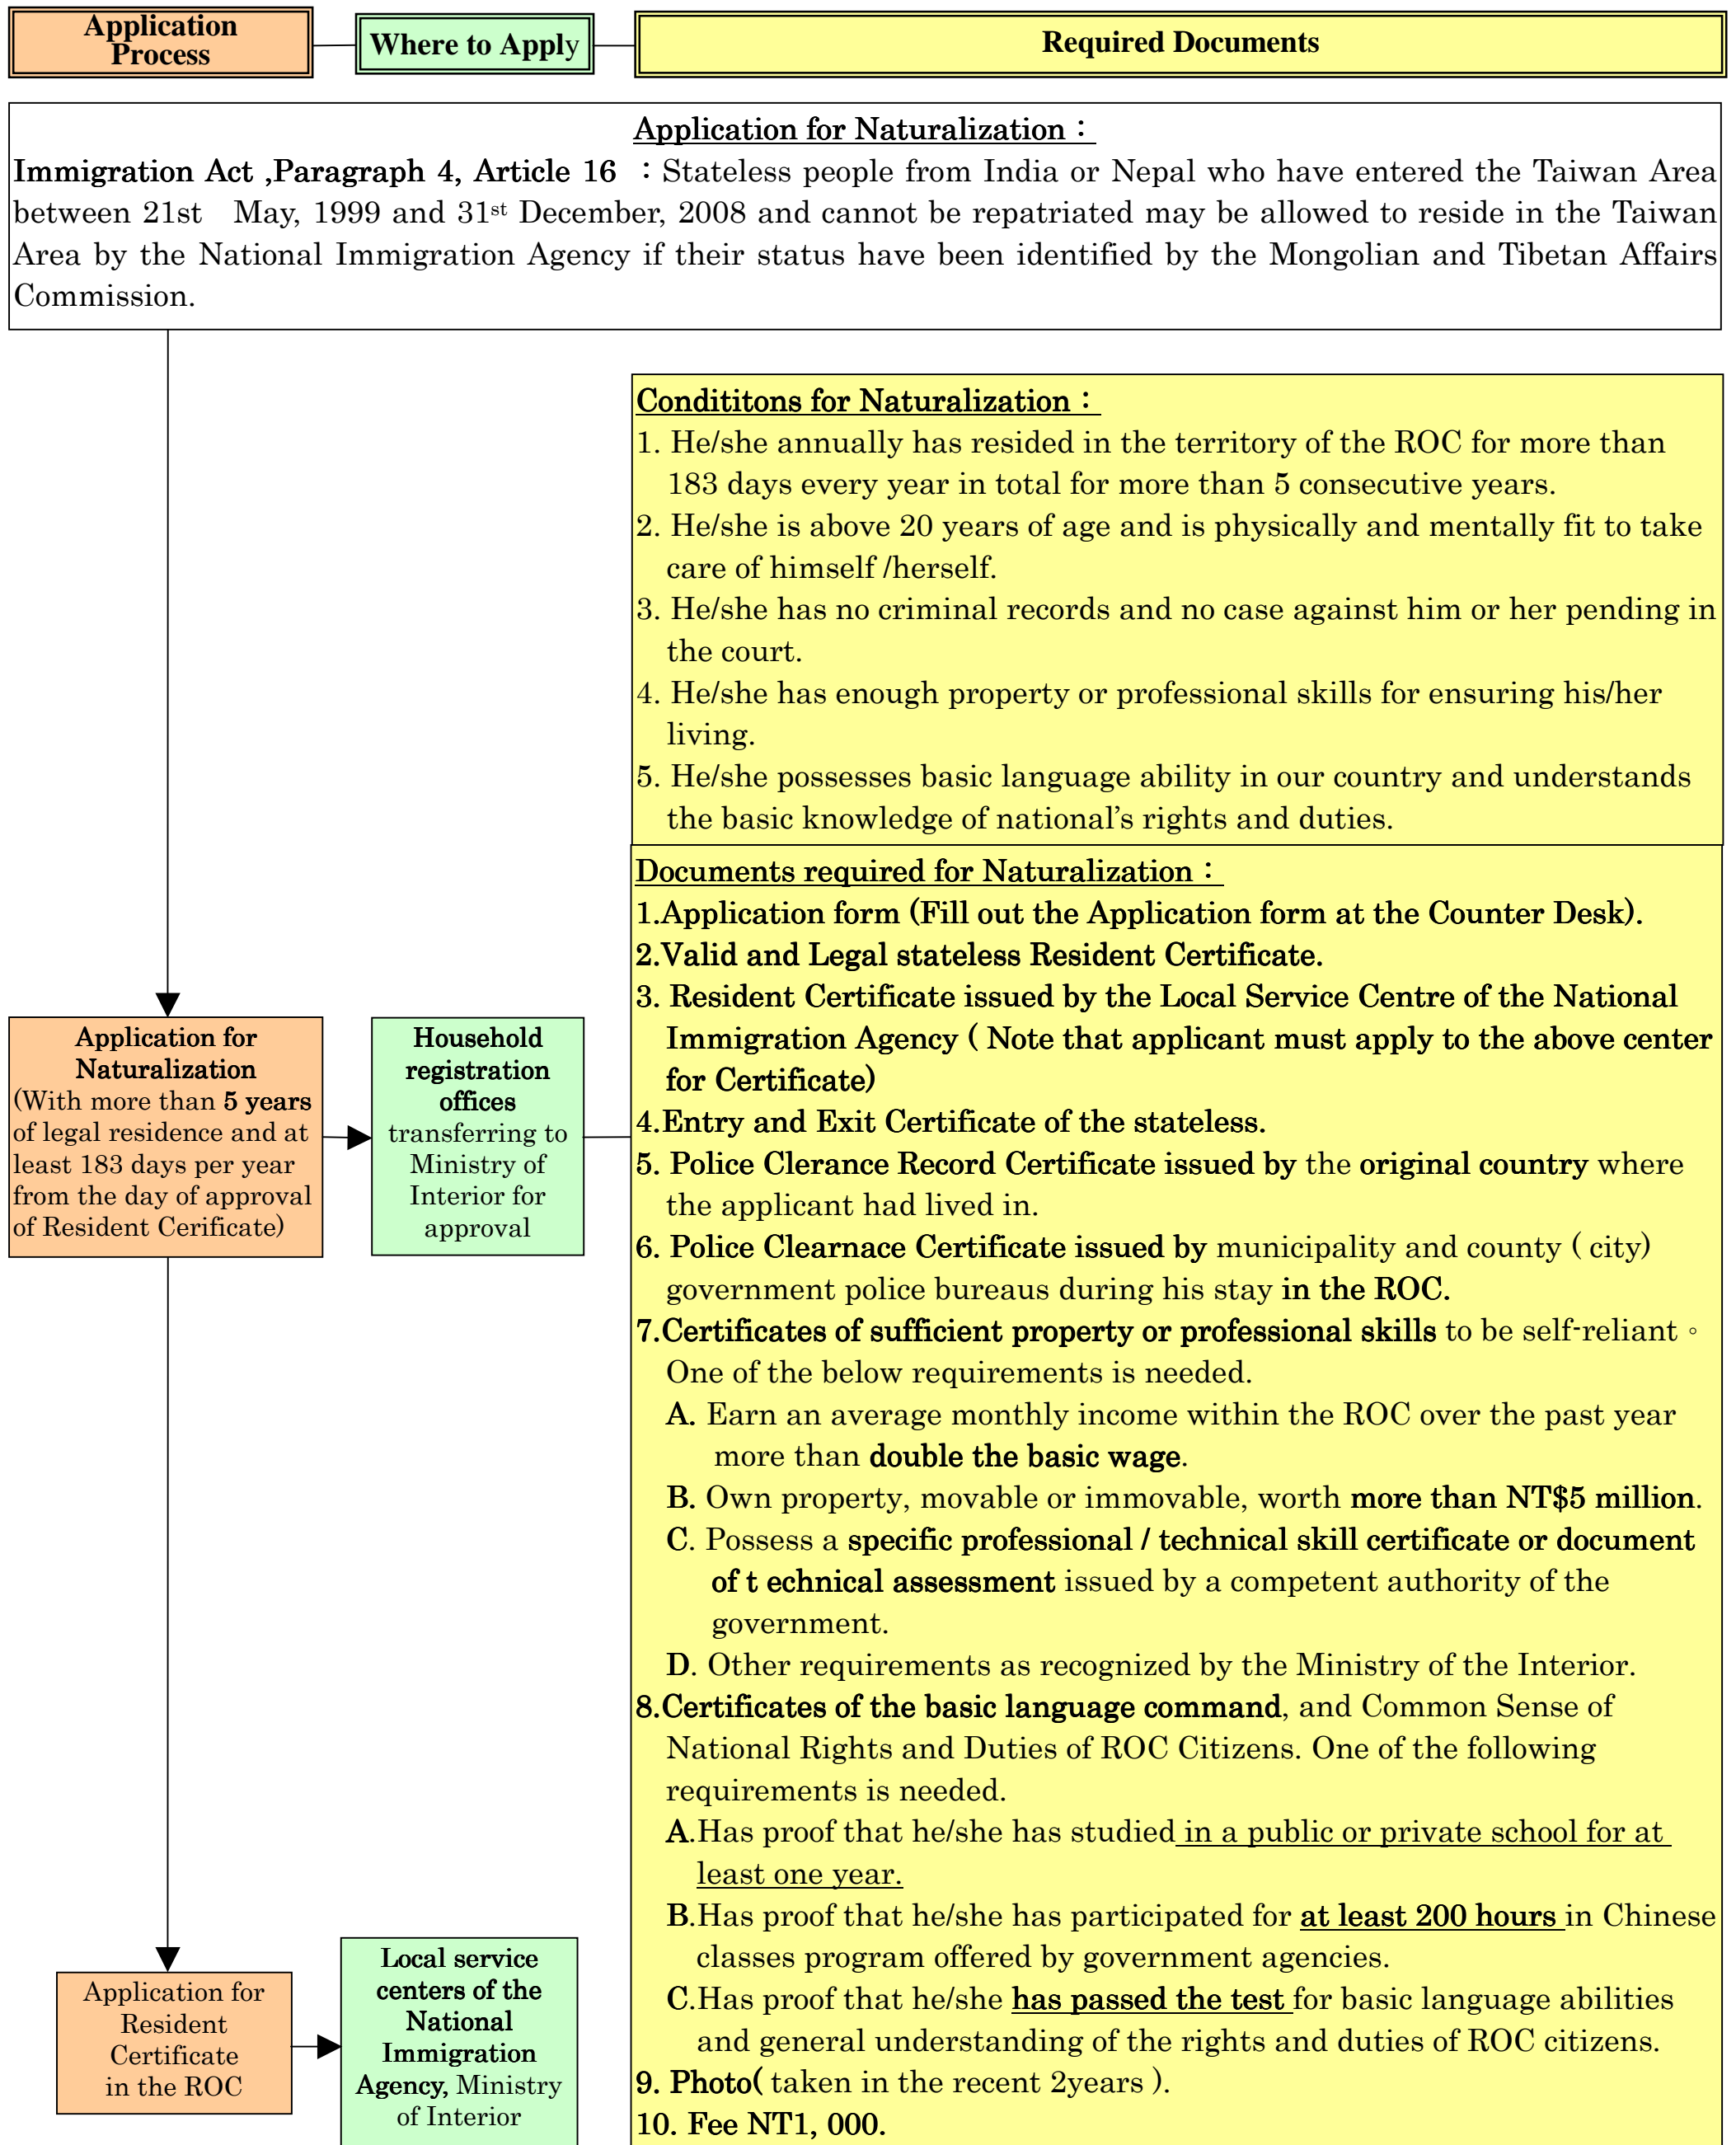 Application
Process
Where to Apply
Required Documents
Application for Naturalization：
Immigration Act ,Paragraph 4, Article 16 ：Stateless people from India or Nepal who have entered the Taiwan Area
between 21st May, 1999 and 31st December, 2008 and cannot be repatriated may be allowed to reside in the Taiwan
Area by the National Immigration Agency if their status have been identified by the Mongolian and Tibetan Affairs
Commission.
Condititons for Naturalization：
1. He/she annually has resided in the territory of the ROC for more than
183 days every year in total for more than 5 consecutive years.
2. He/she is above 20 years of age and is physically and mentally fit to take
care of himself /herself.
3. He/she has no criminal records and no case against him or her pending in
the court.
4. He/she has enough property or professional skills for ensuring his/her
living.
5. He/she possesses basic language ability in our country and understands
the basic knowledge of national’s rights and duties.
Application for
Naturalization
(With more than 5 years
of legal residence and at
least 183 days per year
from the day of approval
of Resident Cerificate)
Household
registration
offices
transferring to
Ministry of
Interior for
approval
Documents required for Naturalization：
1.Application form (Fill out the Application form at the Counter Desk).
2.Valid and Legal stateless Resident Certificate.
3. Resident Certificate issued by the Local Service Centre of the National
Immigration Agency ( Note that applicant must apply to the above center
for Certificate)
4.Entry and Exit Certificate of the stateless.
5. Police Clerance Record Certificate issued by the original country where
the applicant had lived in.
6. Police Clearnace Certificate issued by municipality and county ( city)
government police bureaus during his stay in the ROC.
7.Certificates of sufficient property or professional skills to be self-reliant。
One of the below requirements is needed.
A. Earn an average monthly income within the ROC over the past year
more than double the basic wage.
B. Own property, movable or immovable, worth more than NT$5 million.
C. Possess a specific professional / technical skill certificate or document
of t echnical assessment issued by a competent authority of the
government.
D. Other requirements as recognized by the Ministry of the Interior.
8.Certificates of the basic language command, and Common Sense of
National Rights and Duties of ROC Citizens. One of the following
requirements is needed.
A.Has proof that he/she has studied in a public or private school for at
least one year.
B.Has proof that he/she has participated for at least 200 hours in Chinese
classes program offered by government agencies.
C.Has proof that he/she has passed the test for basic language abilities
and general understanding of the rights and duties of ROC citizens.
9. Photo( taken in the recent 2years ).
10. Fee NT1, 000.
Application for
Resident
Certificate
in the ROC
Local service
centers of the
National
Immigration
Agency, Ministry
of Interior